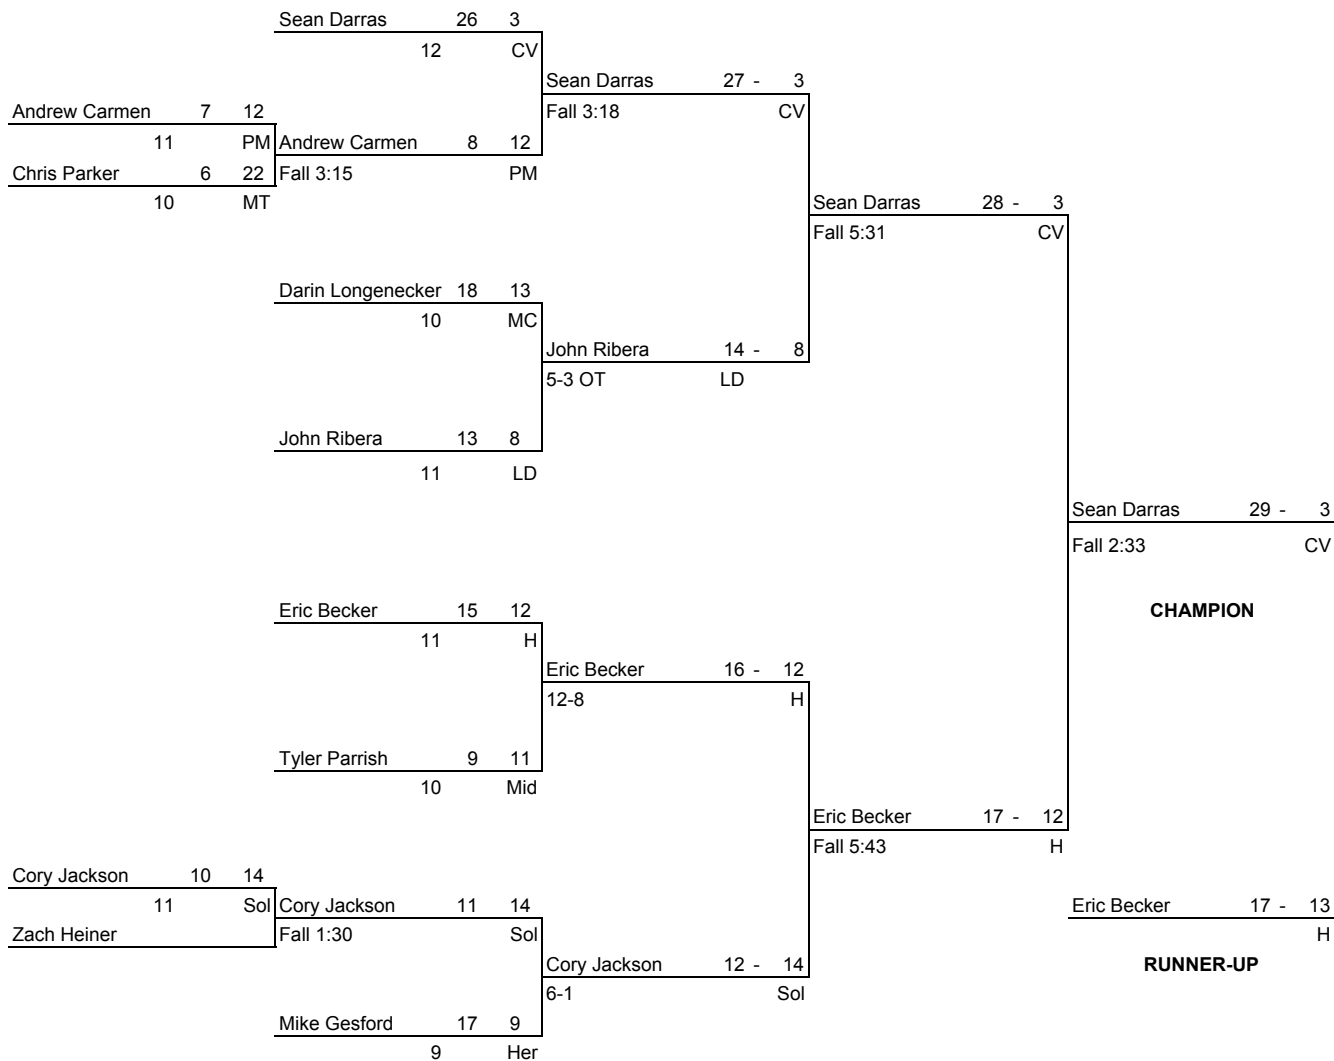 Sean Darras 26 3
12 CV
Sean Darras 27 - 3
Andrew Carmen 7 12
Fall 3:18 CV
11 PM Andrew Carmen 8 12
Chris Parker 6 22 Fall 3:15 PM
10 MT
Sean Darras 28 - 3
Fall 5:31 CV
Darin Longenecker 18 13
10 MC
John Ribera 14 - 8
5-3 OT LD
John Ribera 13 8
11 LD
Sean Darras 29 - 3
Fall 2:33 CV
Eric Becker 15 12
CHAMPION
11 H
Eric Becker 16 - 12
12-8 H
Tyler Parrish 9 11
10 Mid
Eric Becker 17 - 12
Fall 5:43 H
Cory Jackson 10 14
11 Sol Cory Jackson 11 14
Eric Becker 17 - 13
Zach Heiner Fall 1:30 Sol
H
Cory Jackson 12 - 14
RUNNER-UP
6-1 Sol
Mike Gesford 17 9
9 Her